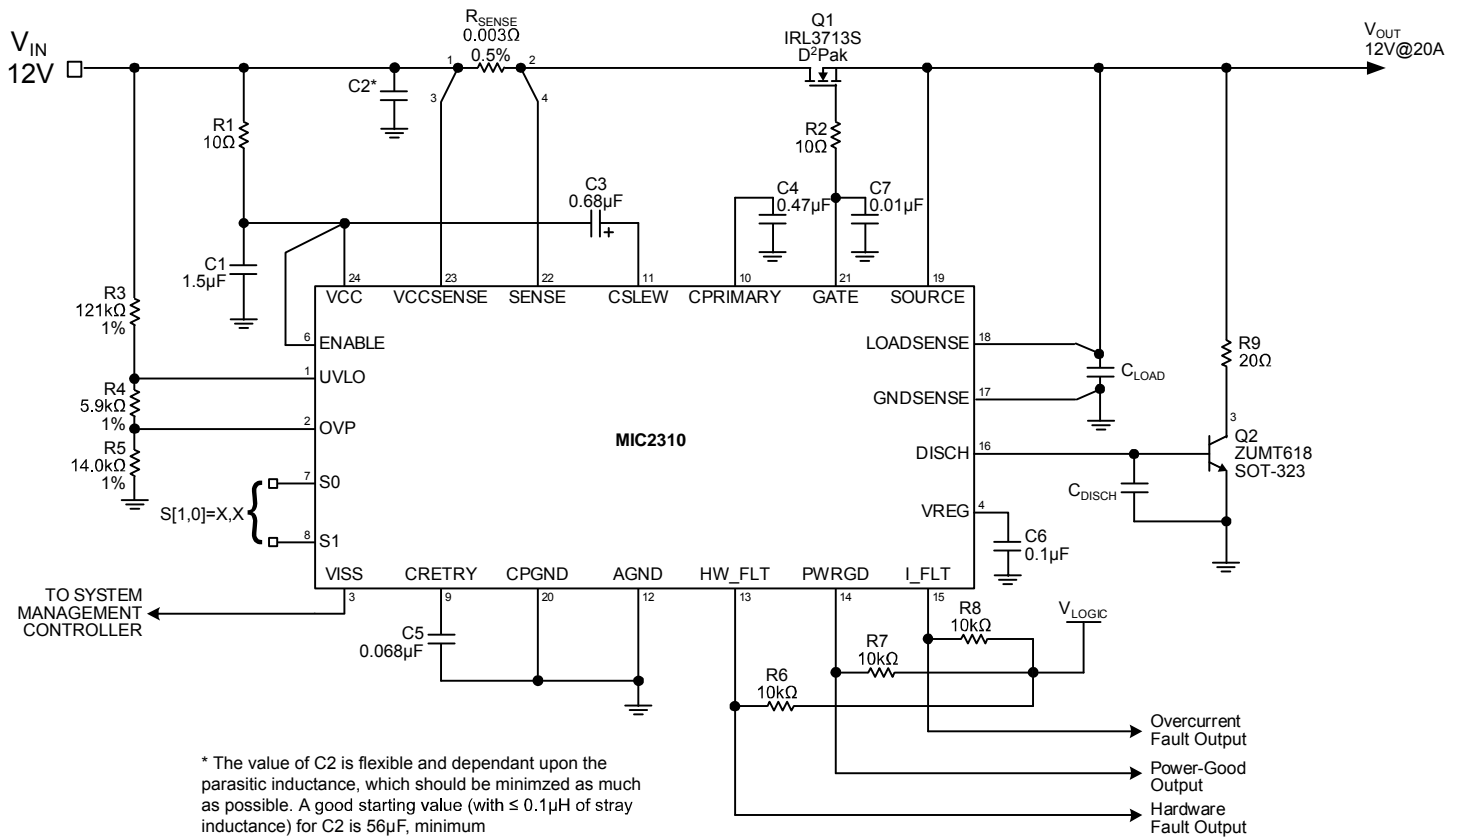 V_IN
12V
R_SENSE
0.003Ω
0.5%
1
2
3
4
C2*
Q1
IRL3713S
D²Pak
V_OUT
12V@20A
R1
10Ω
R2
10Ω
C3
0.68µF
+
C4
0.47µF
C7
0.01µF
C1
1.5µF
24
23
22
11
10
21
19
VCC
VCCSENSE
SENSE
CSLEW
CPRIMARY
GATE
SOURCE
R3
121kΩ
1%
6
ENABLE
1
UVLO
R4
5.9kΩ
1%
2
OVP
R5
14.0kΩ
1%
7
S0
S[1,0]=X,X
8
S1
MIC2310
LOADSENSE
18
GNDSENSE
17
C_LOAD
R9
20Ω
DISCH
16
3
Q2
ZUMT618
SOT-323
C_DISCH
VREG
4
C6
0.1µF
VISS
CRETRY
CPGND
AGND
HW_FLT
PWRGD
I_FLT
3
9
20
12
13
14
15
TO SYSTEM
MANAGEMENT
CONTROLLER
C5
0.068µF
R8
10kΩ
V_LOGIC
R7
10kΩ
R6
10kΩ
Overcurrent
Fault Output
Power-Good
Output
Hardware
Fault Output
* The value of C2 is flexible and dependant upon the
parasitic inductance, which should be minimzed as much
as possible. A good starting value (with ≤ 0.1µH of stray
inductance) for C2 is 56µF, minimum